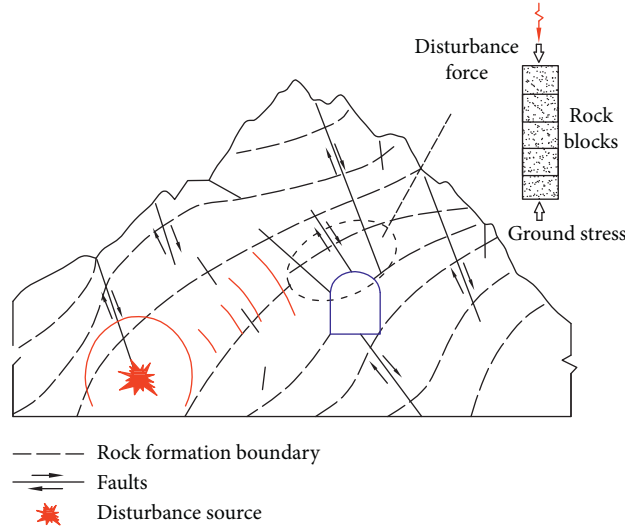 Disturbance
force
Rock
blocks
Ground stress
Rock formation boundary
Faults
Disturbance source